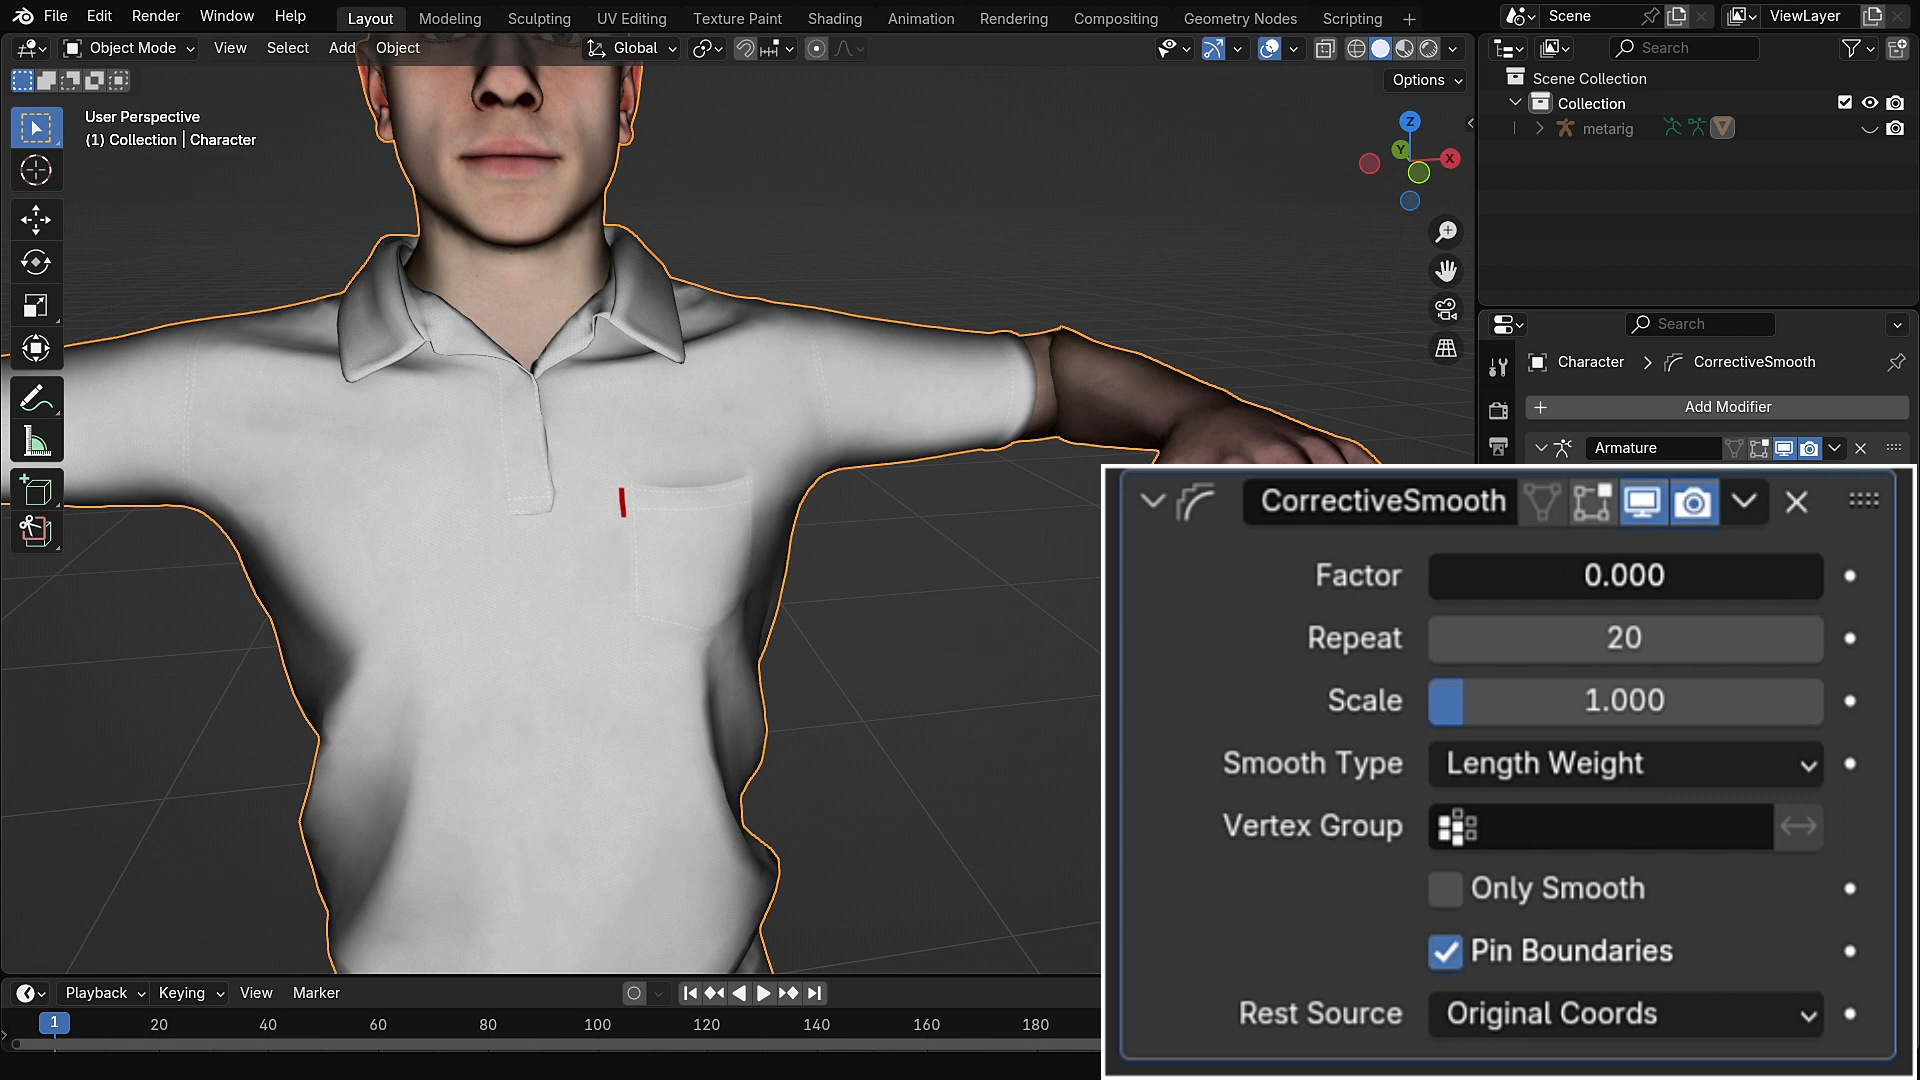 File Edit Render Window Help Layout Modeling Sculpting UV Editing Texture Paint Shading Animation Rendering Compositing Geometry Nodes Scripting Scene ViewLayer
Object Mode View Select Add Object Global Search
Options
User Perspective
(1) Collection | Character
Z
Y
X
Scene Collection
Collection
metarig
Search
Character CorrectiveSmooth
Add Modifier
Armature
CorrectiveSmooth
Factor 0.000
Repeat 20
Scale 1.000
Smooth Type Length Weight
Vertex Group
Only Smooth
Pin Boundaries
Rest Source Original Coords
Playback Keying View Marker
1 20 40 60 80 100 120 140 160 180